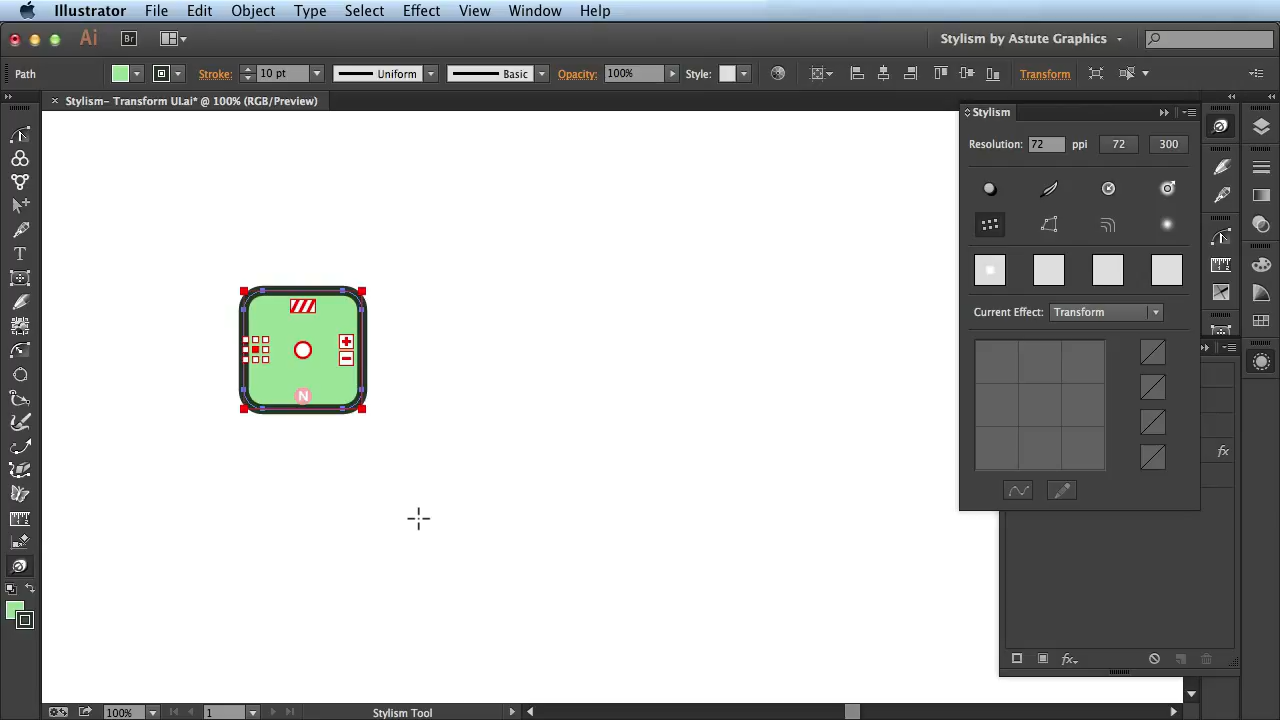 Illustrator File Edit Object Type Select Effect View Window Help
Ai Br Stylism by Astute Graphics
Path Stroke: 10 pt Uniform Basic Opacity: 100% Style: Transform
× Stylism- Transform UI.ai* @ 100% (RGB/Preview)
Stylism
Resolution: 72 ppi 72 300
Current Effect: Transform
N
fx
fx
T
100% 1 Stylism Tool